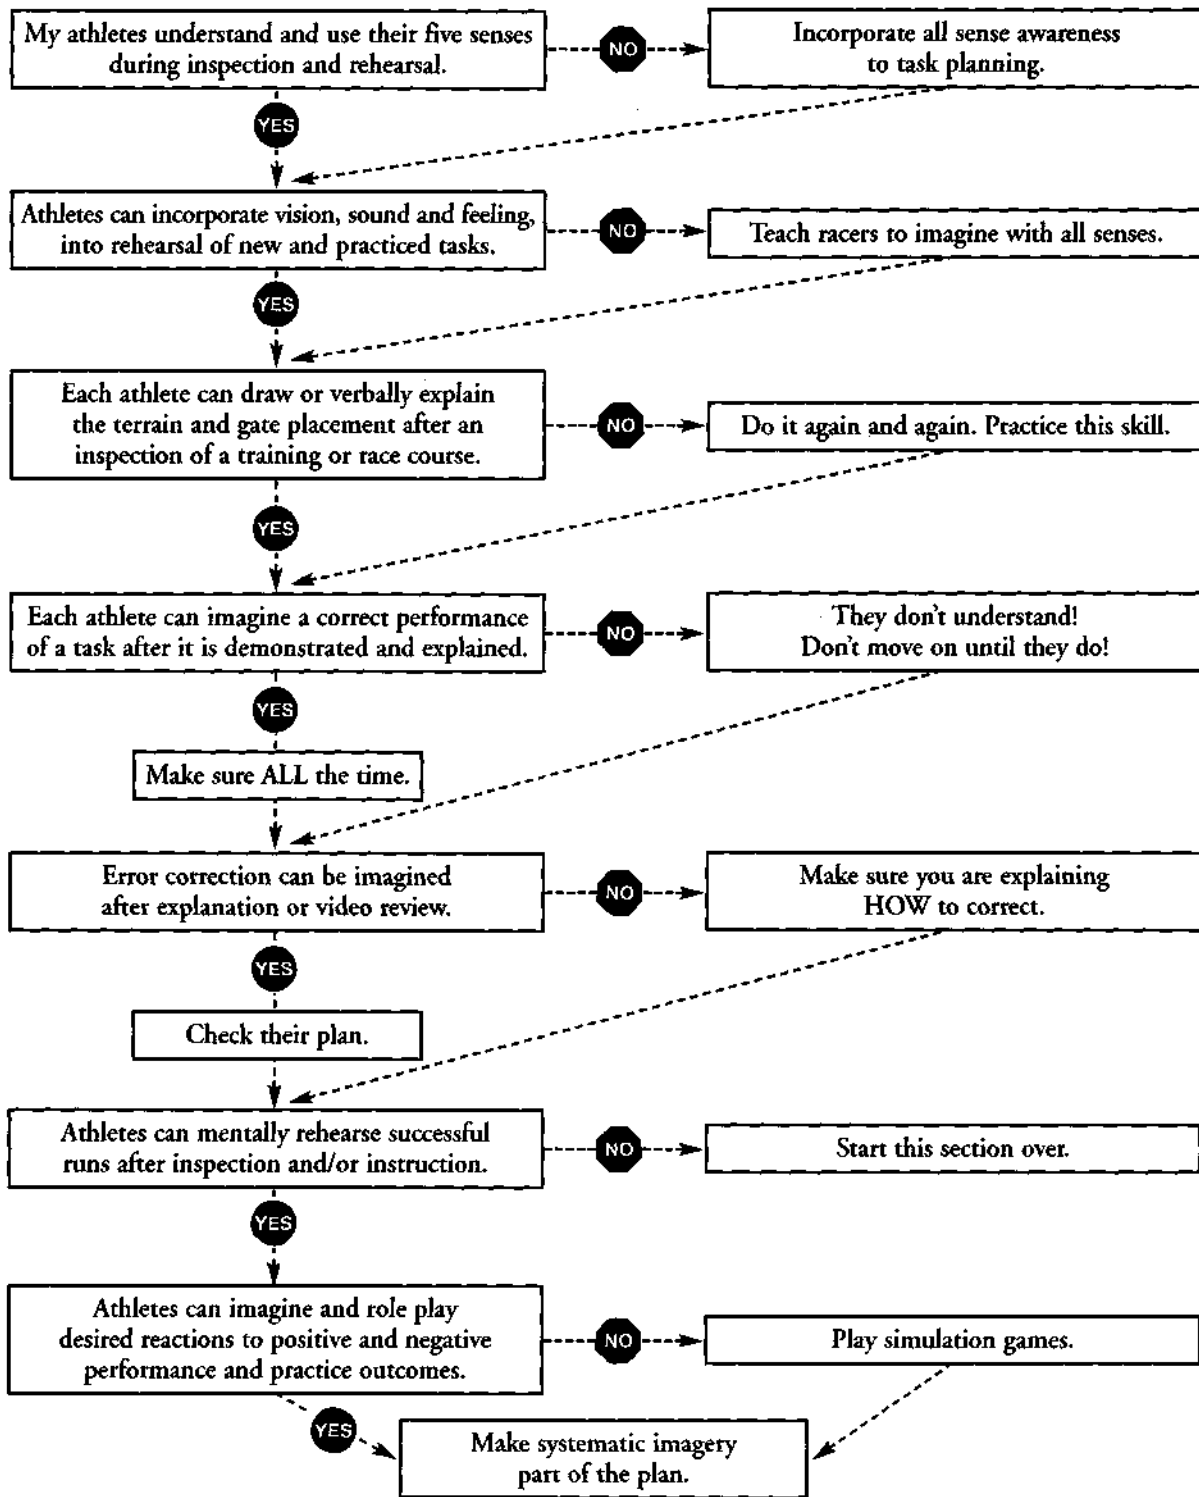 My athletes understand and use their five senses
during inspection and rehearsal.
NO
Incorporate all sense awareness
to task planning.
YES
Athletes can incorporate vision, sound and feeling,
into rehearsal of new and practiced tasks.
NO
Teach racers to imagine with all senses.
YES
Each athlete can draw or verbally explain
the terrain and gate placement after an
inspection of a training or race course.
NO
Do it again and again. Practice this skill.
YES
Each athlete can imagine a correct performance
of a task after it is demonstrated and explained.
NO
They don't understand!
Don't move on until they do!
YES
Make sure ALL the time.
Error correction can be imagined
after explanation or video review.
NO
Make sure you are explaining
HOW to correct.
YES
Check their plan.
Athletes can mentally rehearse successful
runs after inspection and/or instruction.
NO
Start this section over.
YES
Athletes can imagine and role play
desired reactions to positive and negative
performance and practice outcomes.
NO
Play simulation games.
YES
Make systematic imagery
part of the plan.